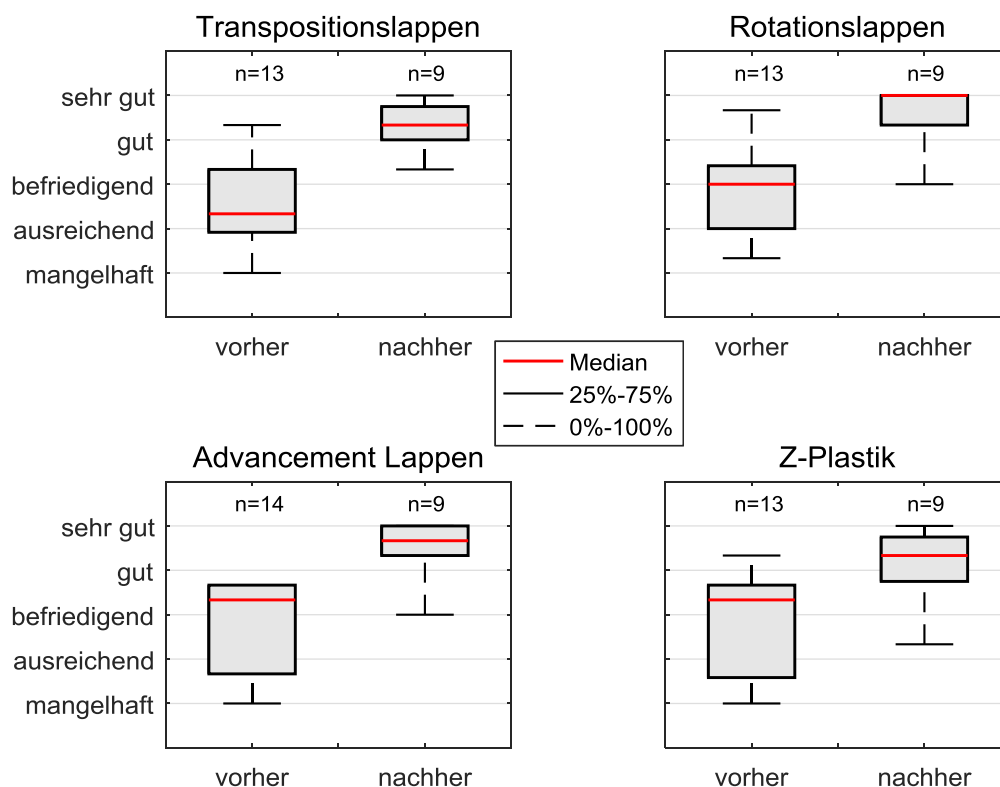 Transpositionslappen
n=13
n=9
sehr gut
gut
befriedigend
ausreichend
mangelhaft
vorher
nachher
Rotationslappen
n=13
n=9
vorher
nachher
Median
25%-75%
0%-100%
Advancement Lappen
n=14
n=9
sehr gut
gut
befriedigend
ausreichend
mangelhaft
vorher
nachher
Z-Plastik
n=13
n=9
vorher
nachher